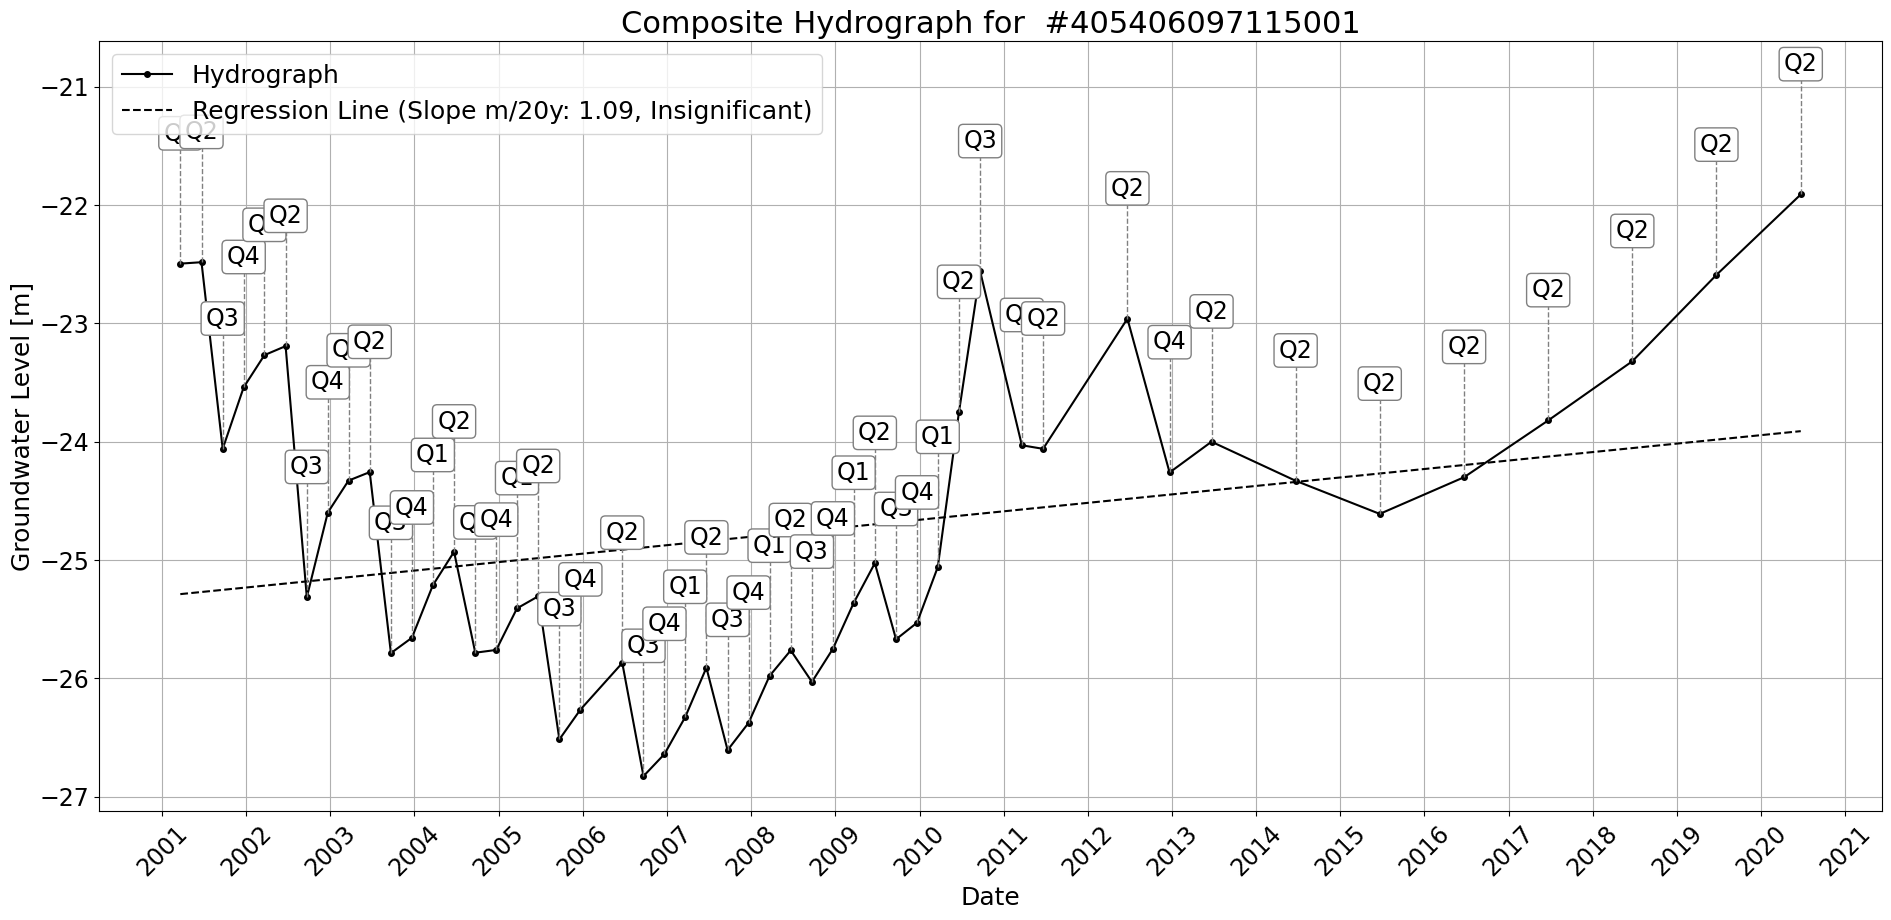 Composite Hydrograph for #405406097115001
Hydrograph
Regression Line (Slope m/20y: 1.09, Insignificant)
Groundwater Level [m]
−21
−22
−23
−24
−25
−26
−27
Q2
Q3
Q4
Q2
Q3
Q4
Q2
Q4
Q1
Q2
Q4
Q2
Q3
Q4
Q2
Q3
Q4
Q1
Q2
Q3
Q4
Q1
Q2
Q3
Q4
Q1
Q2
Q3
Q4
Q1
Q2
Q3
Q2
Q2
Q4
Q2
Q2
Q2
Q2
Q2
Q2
Q2
Q2
2001
2002
2003
2004
2005
2006
2007
2008
2009
2010
2011
2012
2013
2014
2015
2016
2017
2018
2019
2020
2021
Date